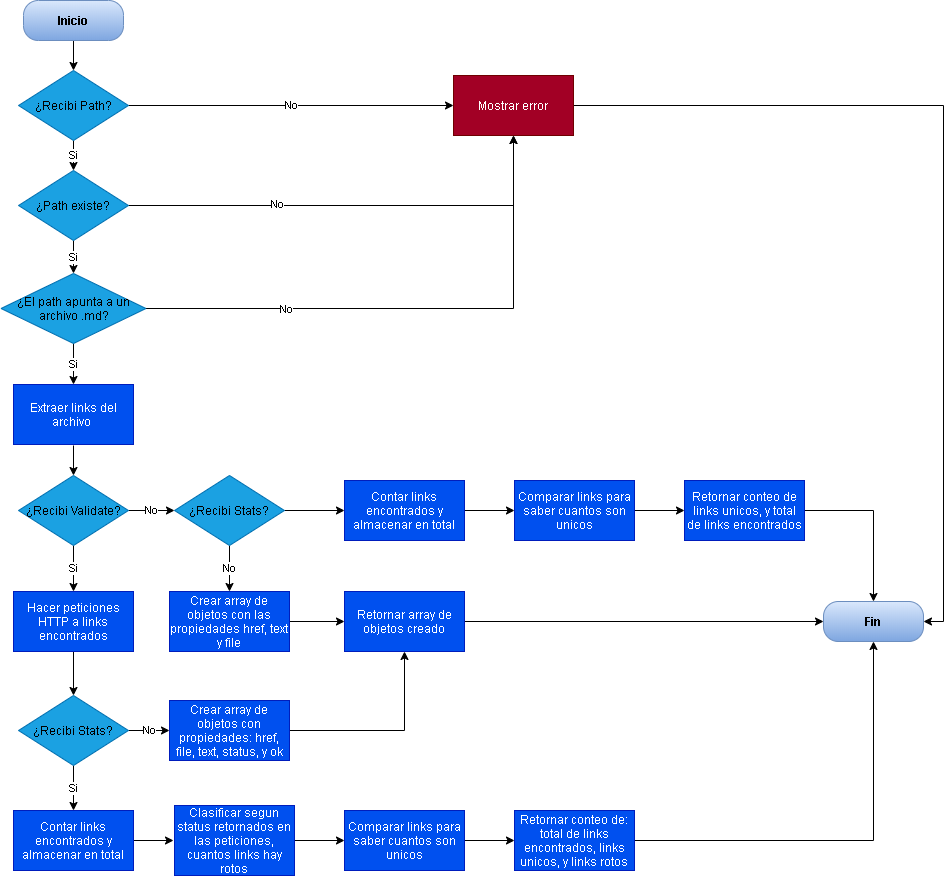 Inicio
¿Recibi Path?
No
Mostrar error
Si
¿Path existe?
No
Si
¿El path apunta a un
archivo .md?
No
Si
Extraer links del
archivo
¿Recibi Validate?
No
¿Recibi Stats?
Contar links
encontrados y
almacenar en total
Comparar links para
saber cuantos son
unicos
Retornar conteo de
links unicos, y total
de links encontrados
Si
No
Hacer peticiones
HTTP a links
encontrados
Crear array de
objetos con las
propiedades href, text
y file
Retornar array de
objetos creado
Fin
¿Recibi Stats?
No
Crear array de
objetos con
propiedades: href,
file, text, status, y ok
Si
Contar links
encontrados y
almacenar en total
Clasificar segun
status retornados en
las peticiones,
cuantos links hay
rotos
Comparar links para
saber cuantos son
unicos
Retornar conteo de:
total de links
encontrados, links
unicos, y links rotos